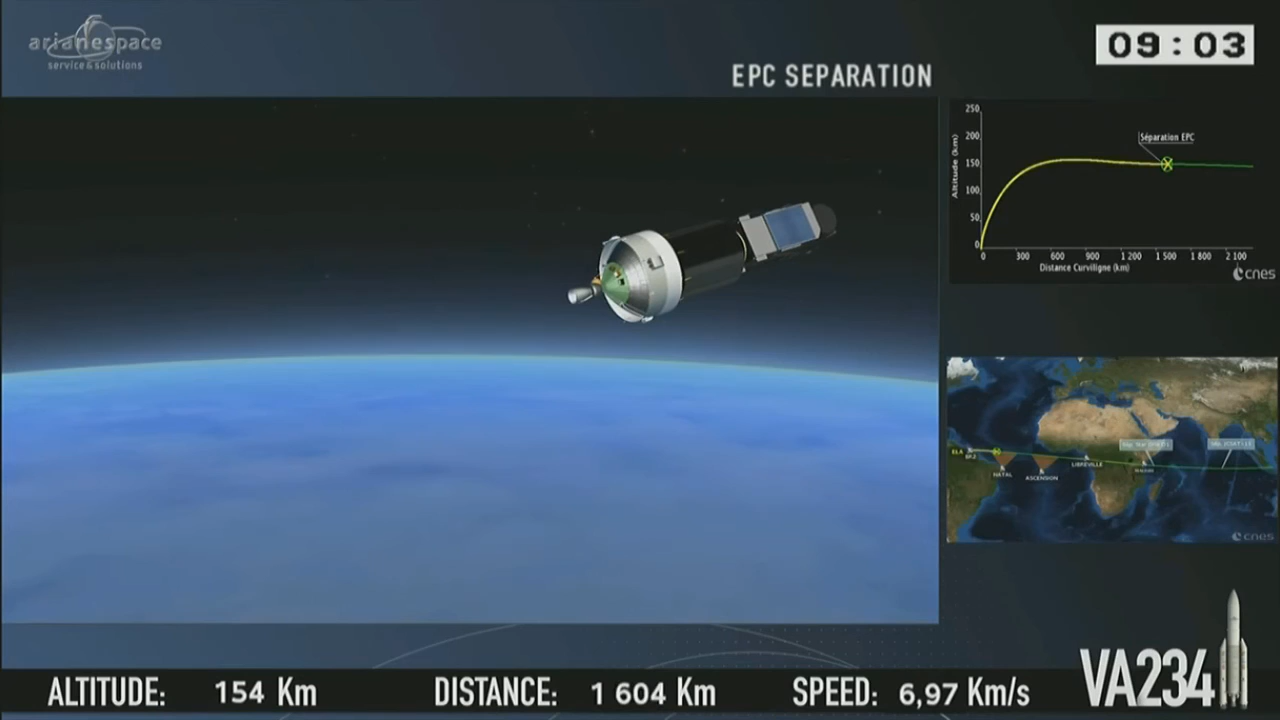 arianespace
service & solutions
09:03
EPC SEPARATION
250
200
150
100
50
0
Altitude (km)
Séparation EPC
0 300 600 900 1 200 1 500 1 800 2 100
Distance Curviligne (km)
cnes
ELA
NATAL
ASCENSION
LIBREVILLE
cnes
VA234
ALTITUDE: 154 Km DISTANCE: 1 604 Km SPEED: 6,97 Km/s